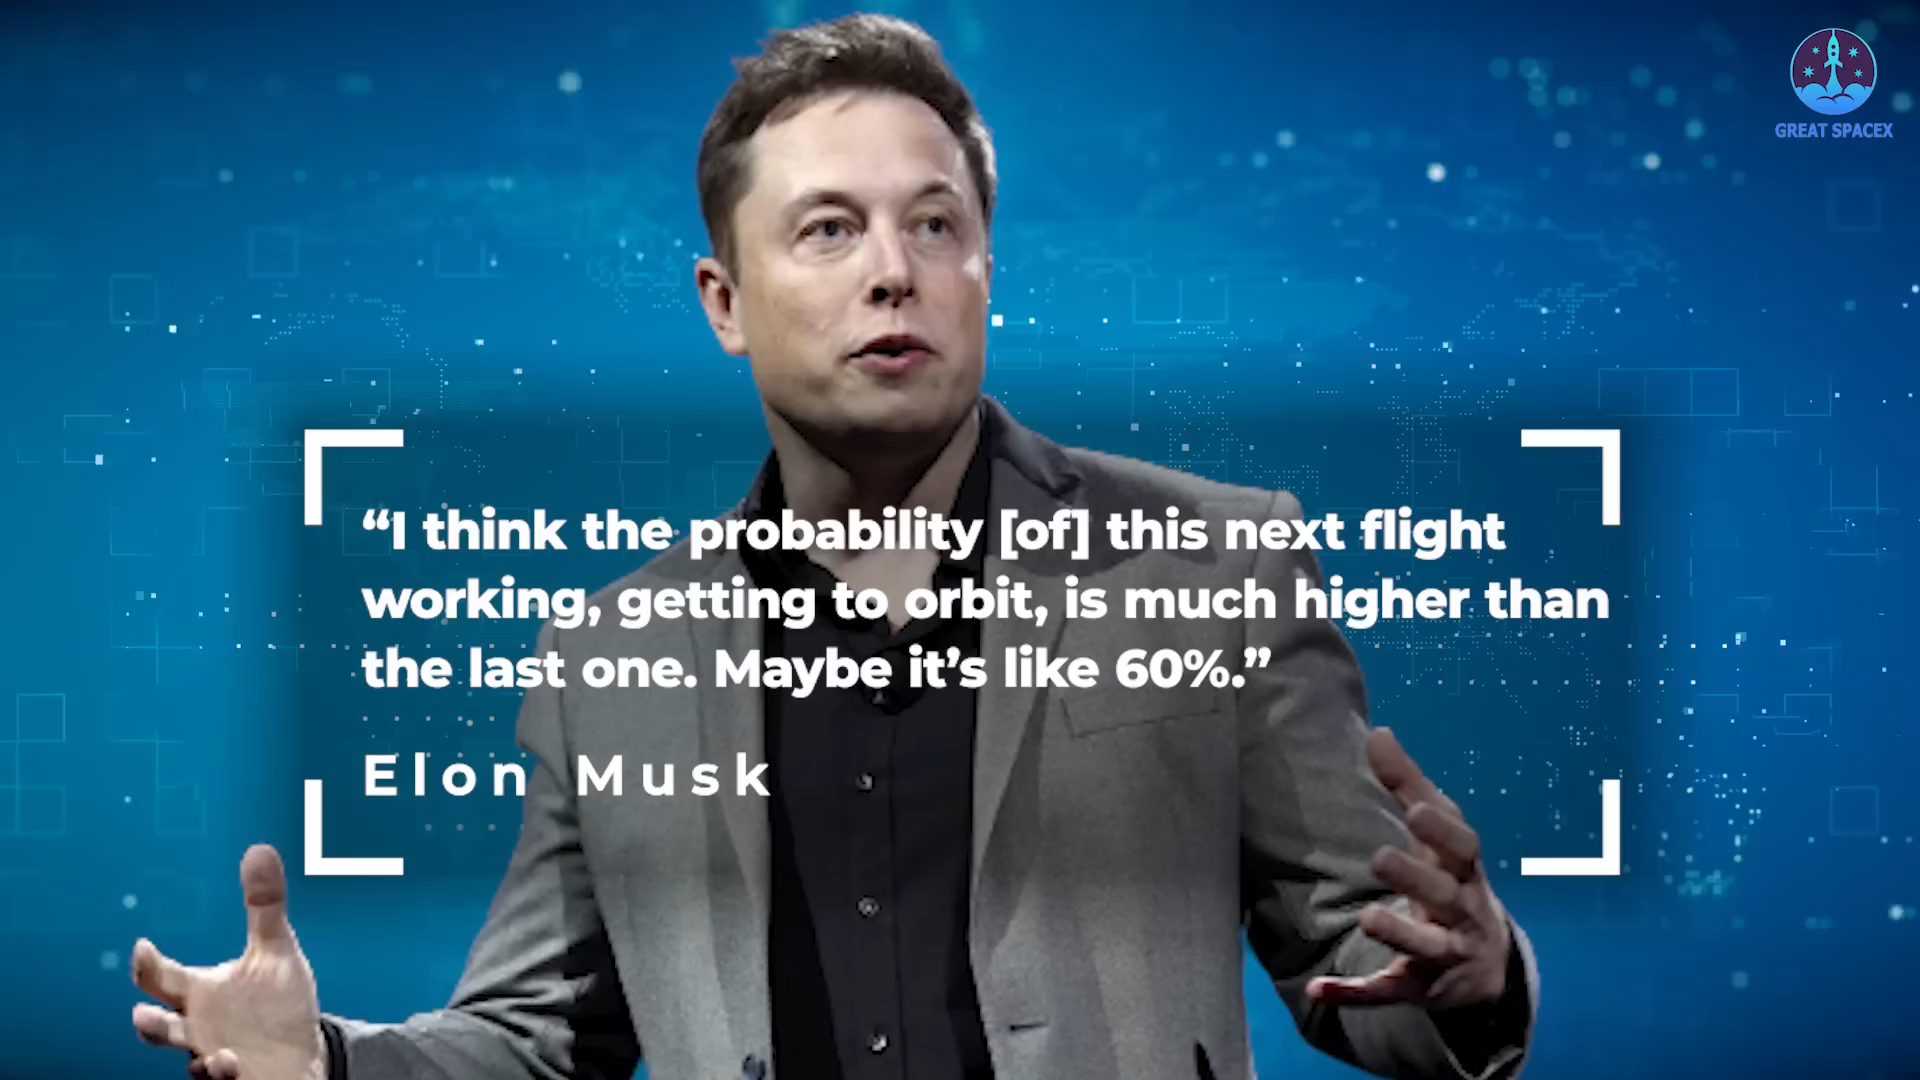 GREAT SPACEX
“I think the probability [of] this next flight
working, getting to orbit, is much higher than
the last one. Maybe it’s like 60%.”
Elon Musk